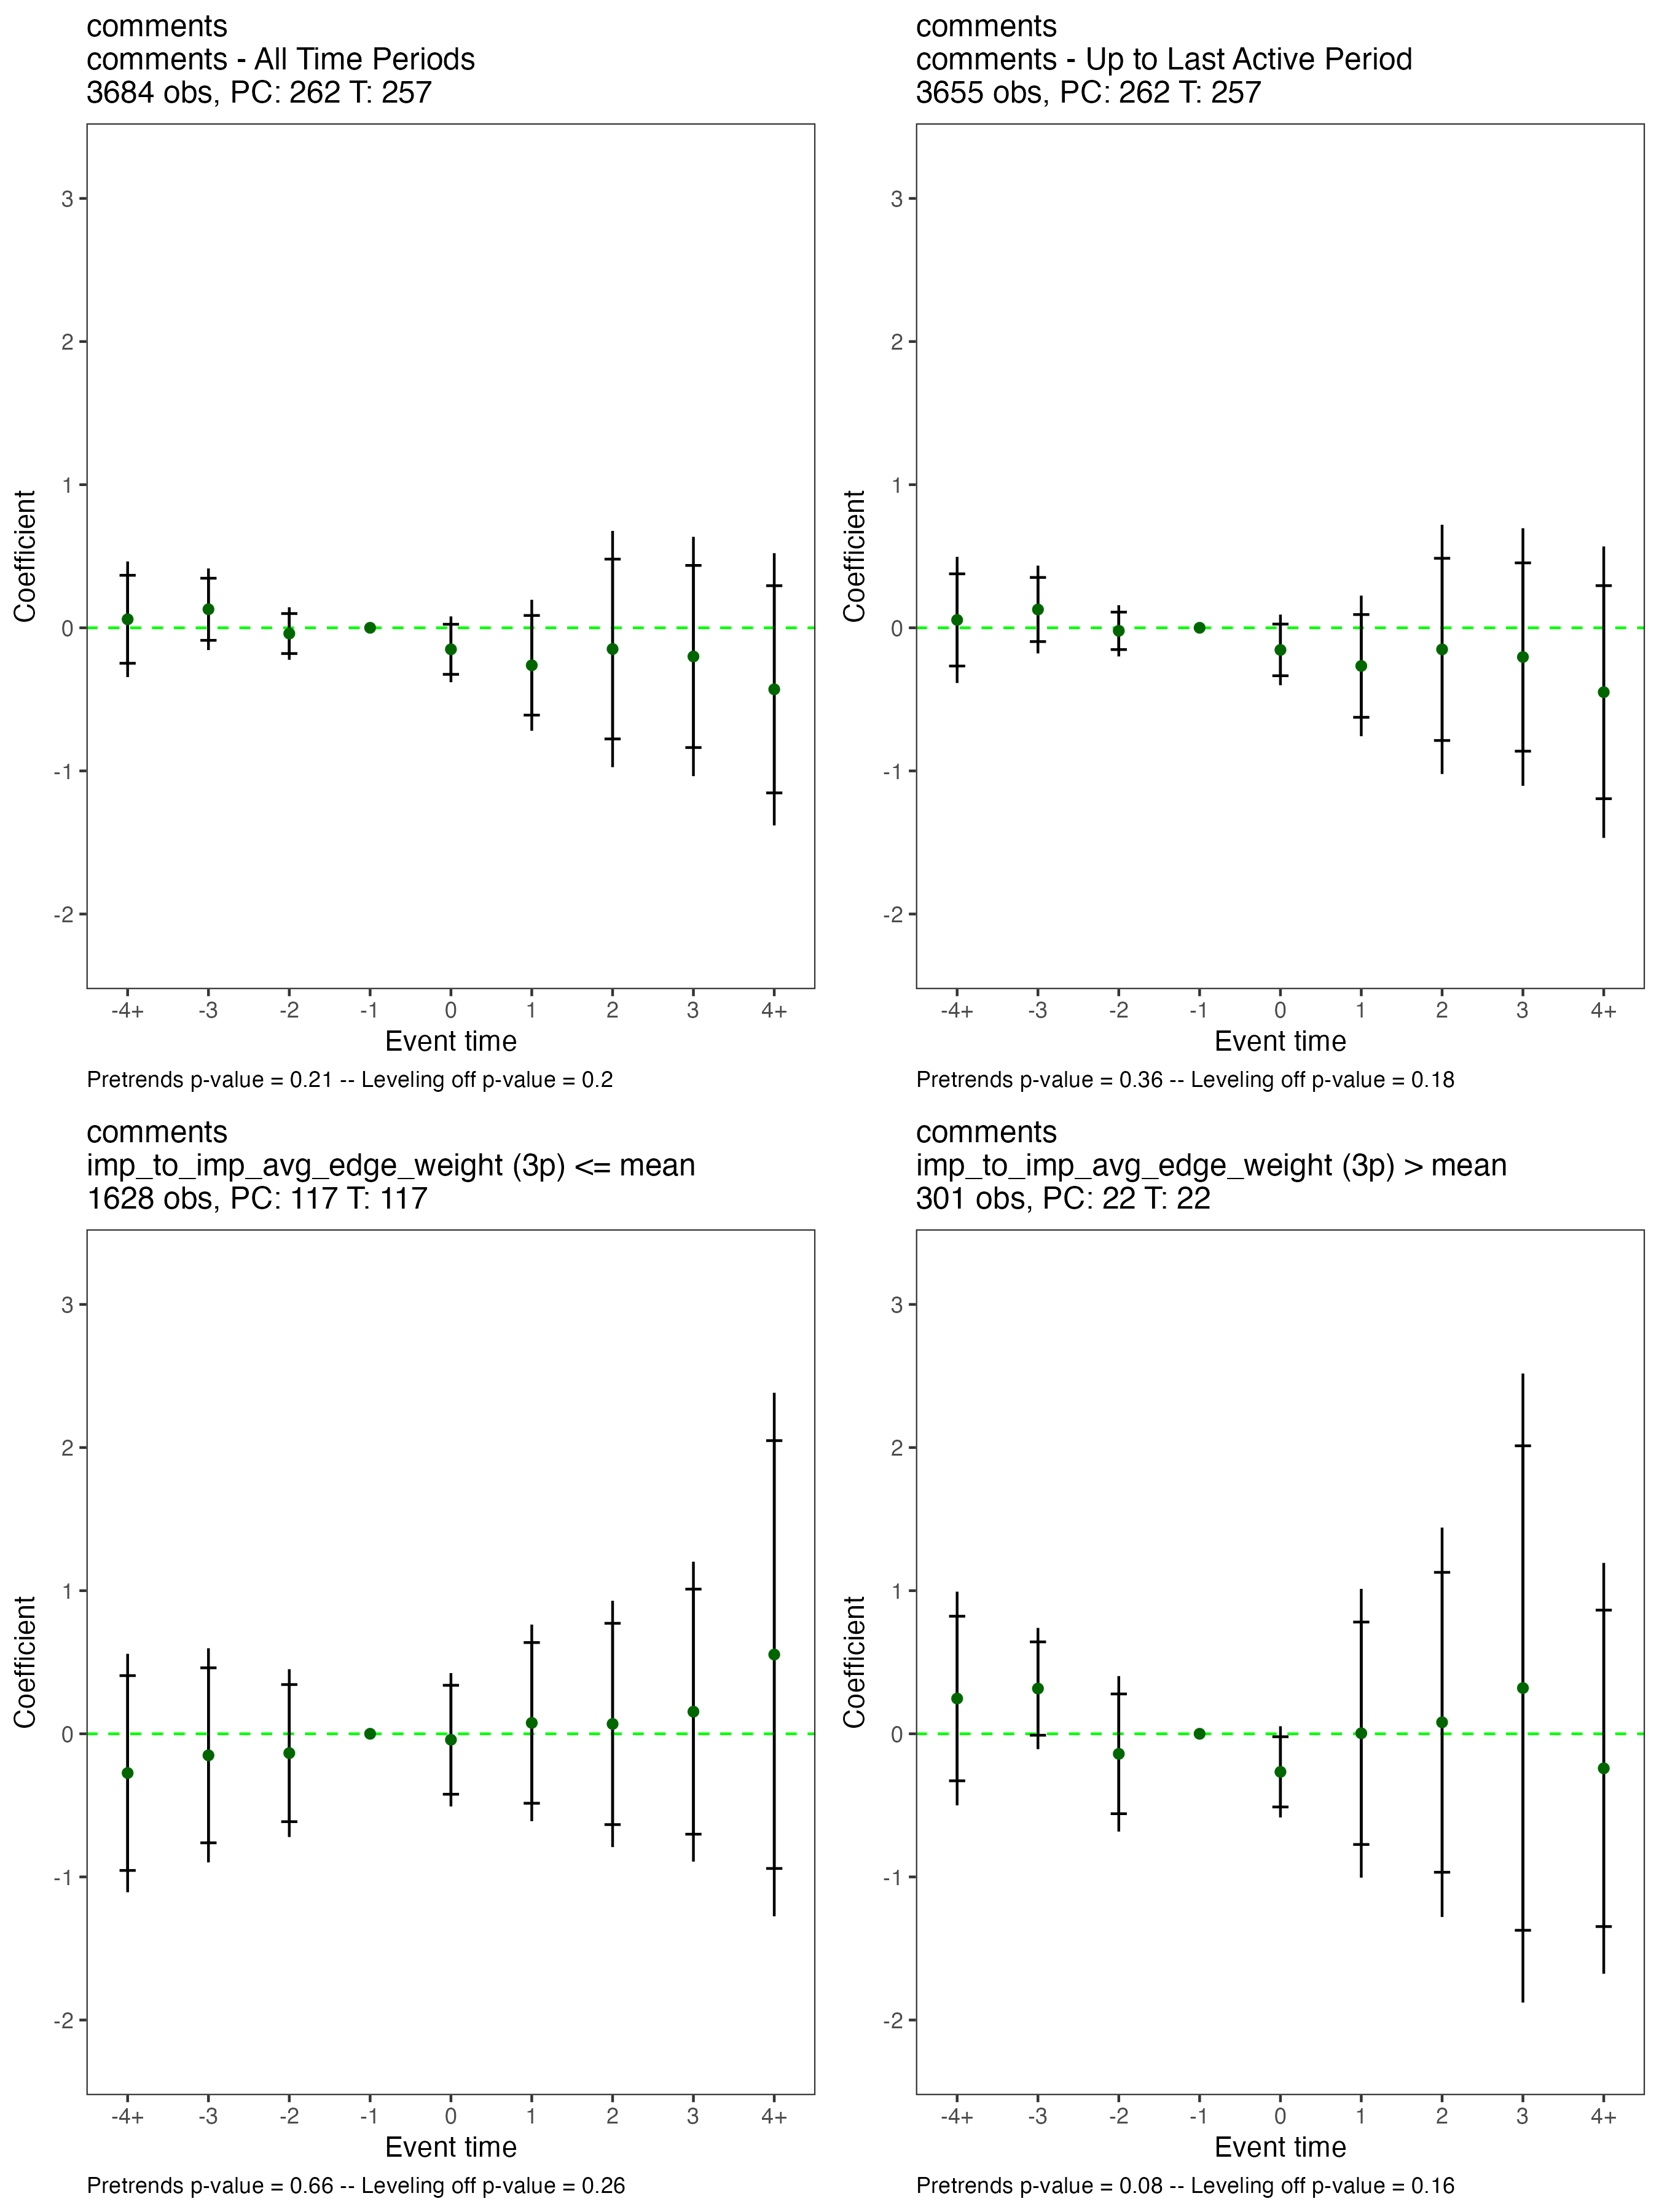 comments
comments - All Time Periods
3684 obs, PC: 262 T: 257
3
2
1
0
-1
-2
Coefficient
-4+ -3 -2 -1 0 1 2 3 4+
Event time
Pretrends p-value = 0.21 -- Leveling off p-value = 0.2
comments
comments - Up to Last Active Period
3655 obs, PC: 262 T: 257
3
2
1
0
-1
-2
Coefficient
-4+ -3 -2 -1 0 1 2 3 4+
Event time
Pretrends p-value = 0.36 -- Leveling off p-value = 0.18
comments
imp_to_imp_avg_edge_weight (3p) <= mean
1628 obs, PC: 117 T: 117
3
2
1
0
-1
-2
Coefficient
-4+ -3 -2 -1 0 1 2 3 4+
Event time
Pretrends p-value = 0.66 -- Leveling off p-value = 0.26
comments
imp_to_imp_avg_edge_weight (3p) > mean
301 obs, PC: 22 T: 22
3
2
1
0
-1
-2
Coefficient
-4+ -3 -2 -1 0 1 2 3 4+
Event time
Pretrends p-value = 0.08 -- Leveling off p-value = 0.16